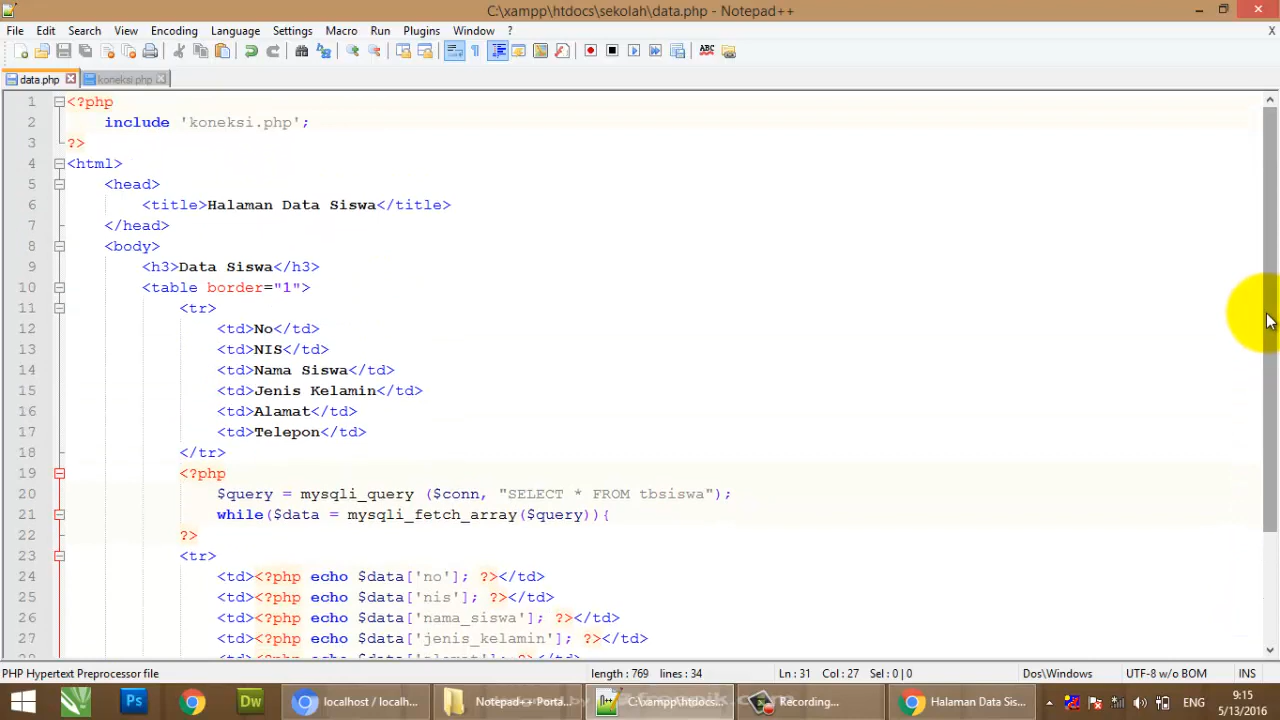 C:\xampp\htdocs\sekolah\data.php - Notepad++
File Edit Search View Encoding Language Settings Macro Run Plugins Window ? X
data.php koneksi.php
1 <?php
2 include 'koneksi.php';
3 ?>
4 <html>
5 <head>
6 <title>Halaman Data Siswa</title>
7 </head>
8 <body>
9 <h3>Data Siswa</h3>
10 <table border="1">
11 <tr>
12 <td>No</td>
13 <td>NIS</td>
14 <td>Nama Siswa</td>
15 <td>Jenis Kelamin</td>
16 <td>Alamat</td>
17 <td>Telepon</td>
18 </tr>
19 <?php
20 $query = mysqli_query ($conn, "SELECT * FROM tbsiswa");
21 while($data = mysqli_fetch_array($query)){
22 ?>
23 <tr>
24 <td><?php echo $data['no']; ?></td>
25 <td><?php echo $data['nis']; ?></td>
26 <td><?php echo $data['nama_siswa']; ?></td>
27 <td><?php echo $data['jenis_kelamin']; ?></td>
PHP Hypertext Preprocessor file length : 769 lines : 34 Ln : 31 Col : 27 Sel : 0 | 0 Dos\Windows UTF-8 w/o BOM INS
Ps Dw localhost / localh... Notepad++ - Porta... C:\xampp\htdocs... Recording... Halaman Data Sis... ENG 9:15
5/13/2016